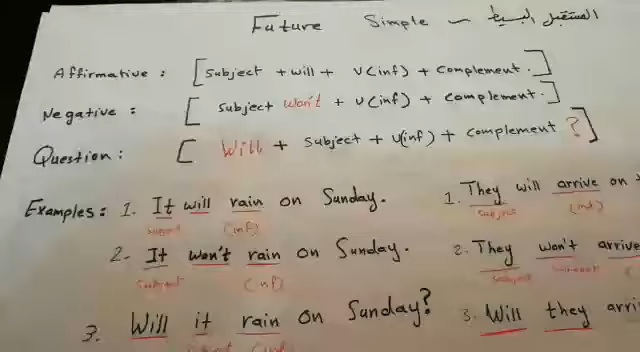 Future Simple ~ المستقبل البسيط
Affirmative : [Subject + will + V(inf) + Complement.]
Negative : [Subject Won't + V(inf) + Complement.]
Question : [Will + Subject + V(inf) + Complement ?]
Examples : 1. It will rain on Sunday.
Subject (inf)
2. It won't rain on Sunday.
Subject (inf)
3. Will it rain on Sunday?
Subject (inf)
1. They will arrive on
Subject (inf)
2. They won't arrive
Subject
3. Will they arri